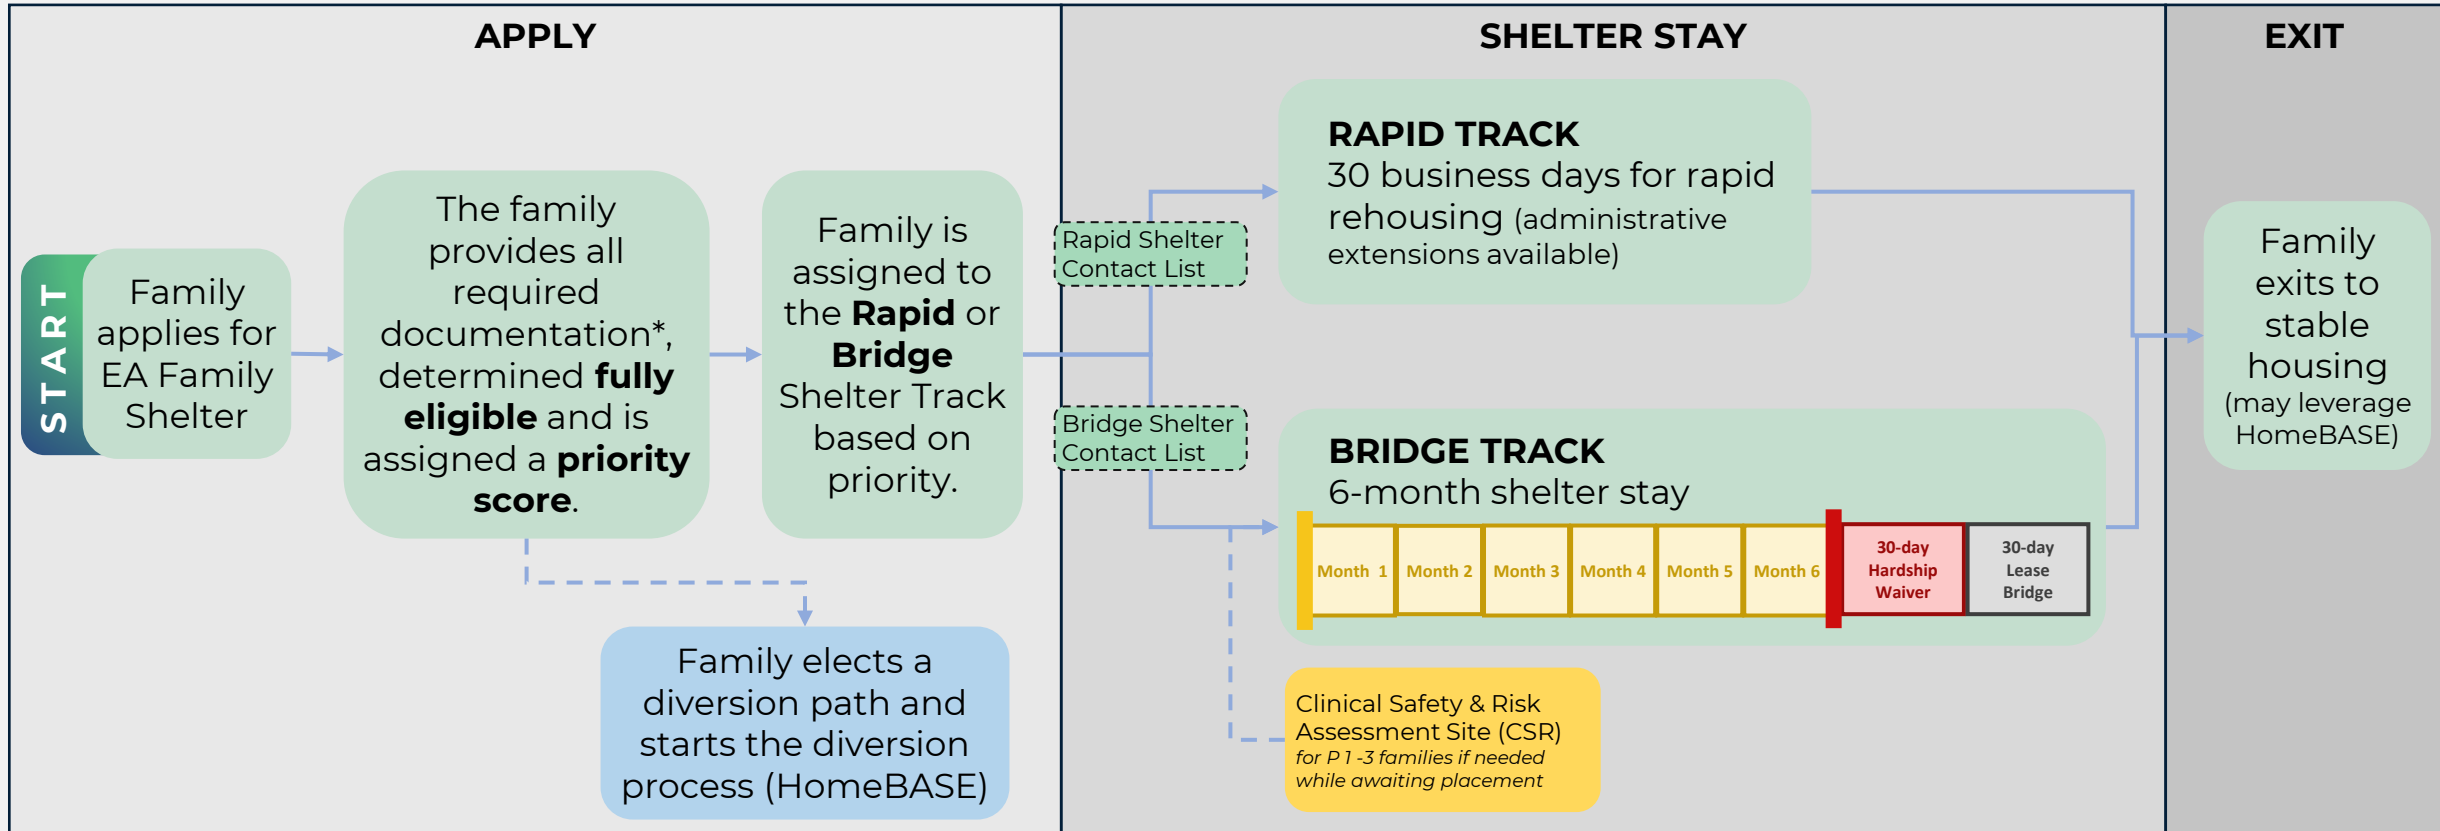 APPLY
SHELTER STAY
EXIT
START
Family
applies for
EA Family
Shelter
The family
provides all
required
documentation*,
determined fully
eligible and is
assigned a priority
score.
Family is
assigned to
the Rapid or
Bridge
Shelter Track
based on
priority.
Family elects a
diversion path and
starts the diversion
process (HomeBASE)
Rapid Shelter
Contact List
Bridge Shelter
Contact List
RAPID TRACK
30 business days for rapid
rehousing (administrative
extensions available)
BRIDGE TRACK
6-month shelter stay
Month 1
Month 2
Month 3
Month 4
Month 5
Month 6
30-day
Hardship
Waiver
30-day
Lease
Bridge
Clinical Safety & Risk
Assessment Site (CSR)
for P 1 -3 families if needed
while awaiting placement
Family
exits to
stable
housing
(may leverage
HomeBASE)